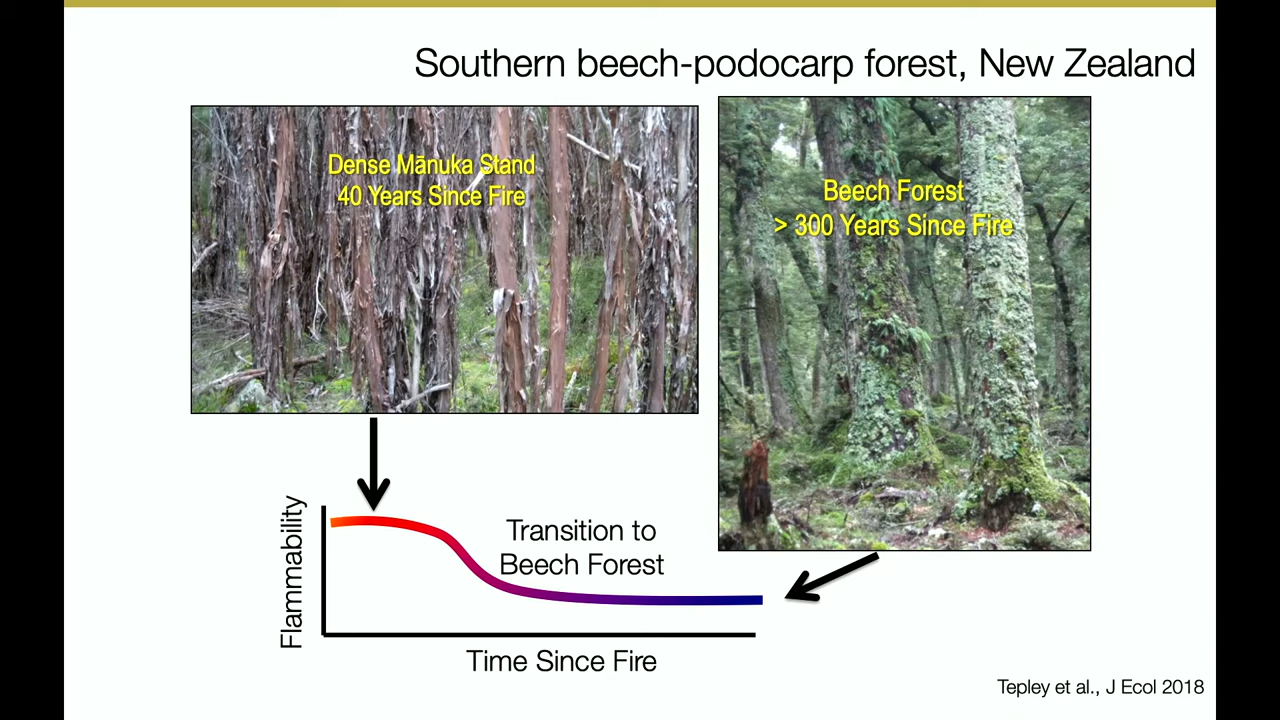 Southern beech-podocarp forest, New Zealand
Dense Mānuka Stand
40 Years Since Fire
Beech Forest
> 300 Years Since Fire
Flammability
Transition to
Beech Forest
Time Since Fire
Tepley et al., J Ecol 2018